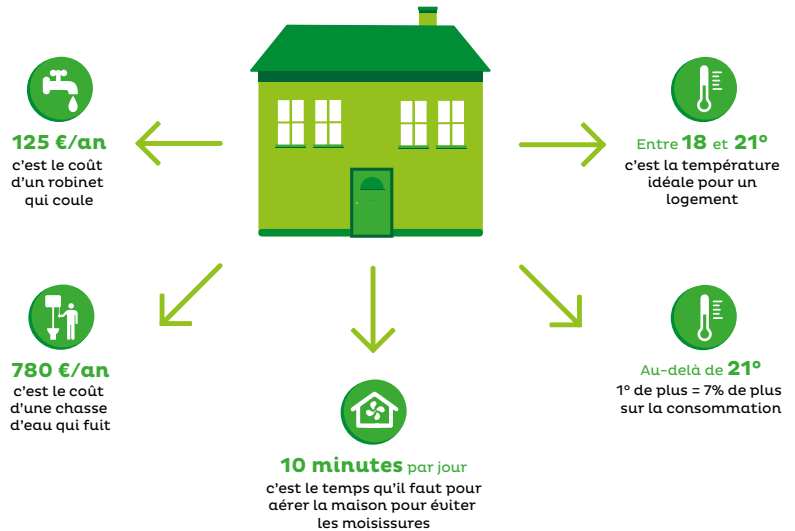 125 €/an
c'est le coût
d'un robinet
qui coule
Entre 18 et 21°
c'est la température
idéale pour un
logement
780 €/an
c'est le coût
d'une chasse
d'eau qui fuit
Au-delà de 21°
1° de plus = 7% de plus
sur la consommation
10 minutes par jour
c'est le temps qu'il faut pour
aérer la maison pour éviter
les moisissures